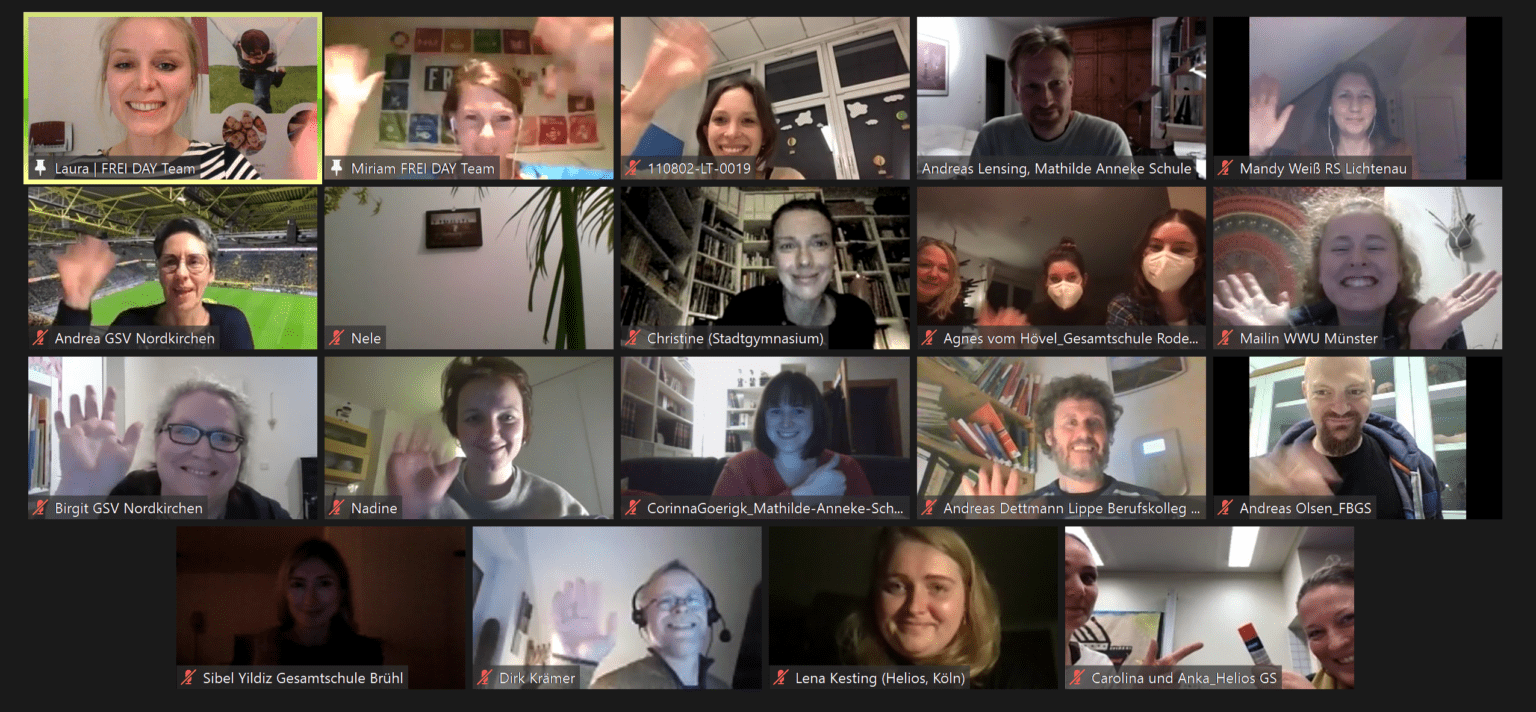 Laura | FREI DAY Team
Miriam FREI DAY Team
110802-LT-0019
Andreas Lensing, Mathilde Anneke Schule
Mandy Weiß RS Lichtenau
Andrea GSV Nordkirchen
Nele
Christine (Stadtgymnasium)
Agnes vom Hövel_Gesamtschule Rode...
Mailin WWU Münster
Birgit GSV Nordkirchen
Nadine
CorinnaGoerigk_Mathilde-Anneke-Sch...
Andreas Dettmann Lippe Berufskolleg ...
Andreas Olsen_FBGS
Sibel Yildiz Gesamtschule Brühl
Dirk Krämer
Lena Kesting (Helios, Köln)
Carolina und Anka_Helios GS